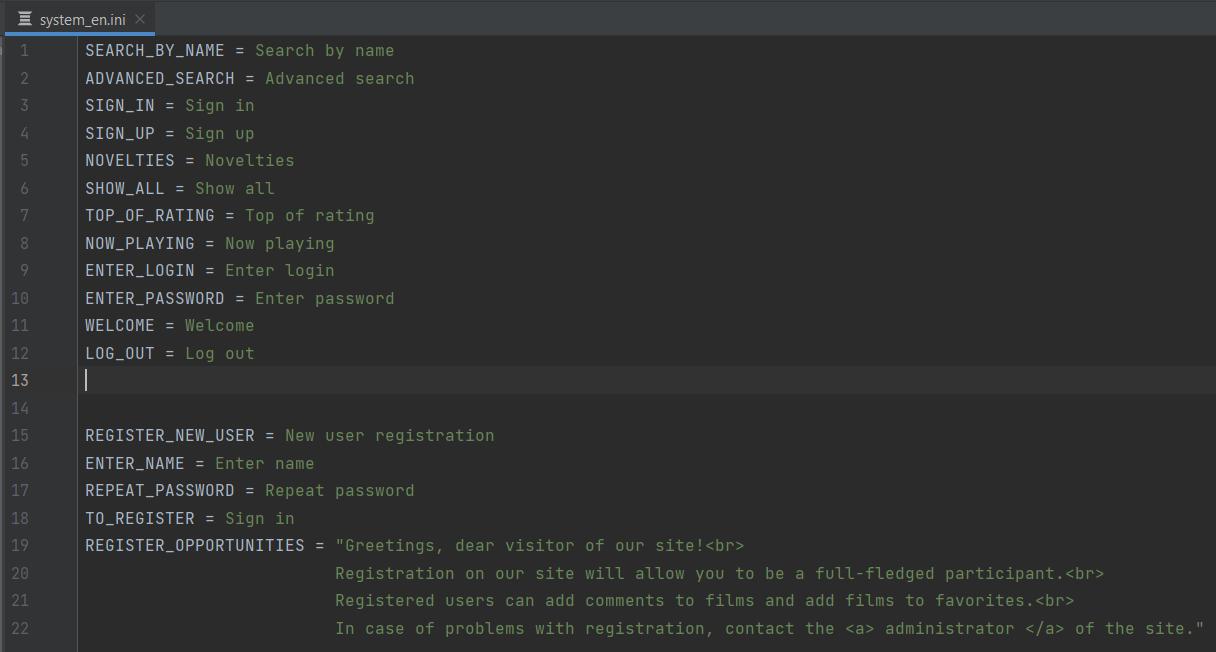 system_en.ini
1 SEARCH_BY_NAME = Search by name
2 ADVANCED_SEARCH = Advanced search
3 SIGN_IN = Sign in
4 SIGN_UP = Sign up
5 NOVELTIES = Novelties
6 SHOW_ALL = Show all
7 TOP_OF_RATING = Top of rating
8 NOW_PLAYING = Now playing
9 ENTER_LOGIN = Enter login
10 ENTER_PASSWORD = Enter password
11 WELCOME = Welcome
12 LOG_OUT = Log out
13
14
15 REGISTER_NEW_USER = New user registration
16 ENTER_NAME = Enter name
17 REPEAT_PASSWORD = Repeat password
18 TO_REGISTER = Sign in
19 REGISTER_OPPORTUNITIES = "Greetings, dear visitor of our site!<br>
20 Registration on our site will allow you to be a full-fledged participant.<br>
21 Registered users can add comments to films and add films to favorites.<br>
22 In case of problems with registration, contact the <a> administrator </a> of the site."